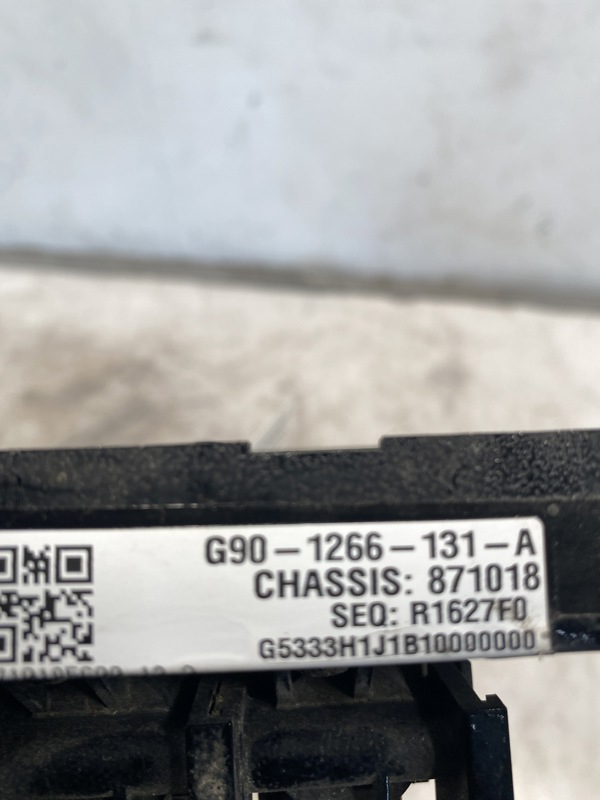 G90-1266-131-A
CHASSIS: 871018
SEQ: R1627F0
G5333H1J1B10000000